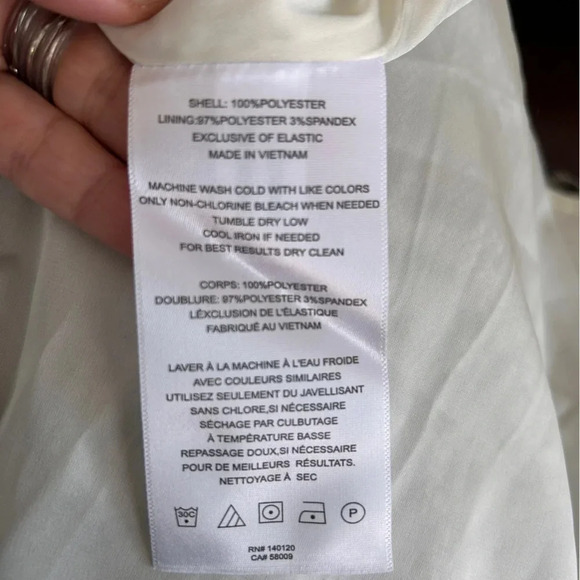 SHELL: 100%POLYESTER
LINING:97%POLYESTER 3%SPANDEX
EXCLUSIVE OF ELASTIC
MADE IN VIETNAM
MACHINE WASH COLD WITH LIKE COLORS
ONLY NON-CHLORINE BLEACH WHEN NEEDED
TUMBLE DRY LOW
COOL IRON IF NEEDED
FOR BEST RESULTS DRY CLEAN
CORPS: 100%POLYESTER
DOUBLURE: 97%POLYESTER 3%SPANDEX
LÉXCLUSION DE L'ÉLASTIQUE
FABRIQUÉ AU VIETNAM
LAVER À LA MACHINE À L'EAU FROIDE
AVEC COULEURS SIMILAIRES
UTILISEZ SEULEMENT DU JAVELLISANT
SANS CHLORE,SI NÉCESSAIRE
SÉCHAGE PAR CULBUTAGE
À TEMPÉRATURE BASSE
REPASSAGE DOUX,SI NÉCESSAIRE
POUR DE MEILLEURS RÉSULTATS.
NETTOYAGE À SEC
30C P
RN# 140120
CA# 58009